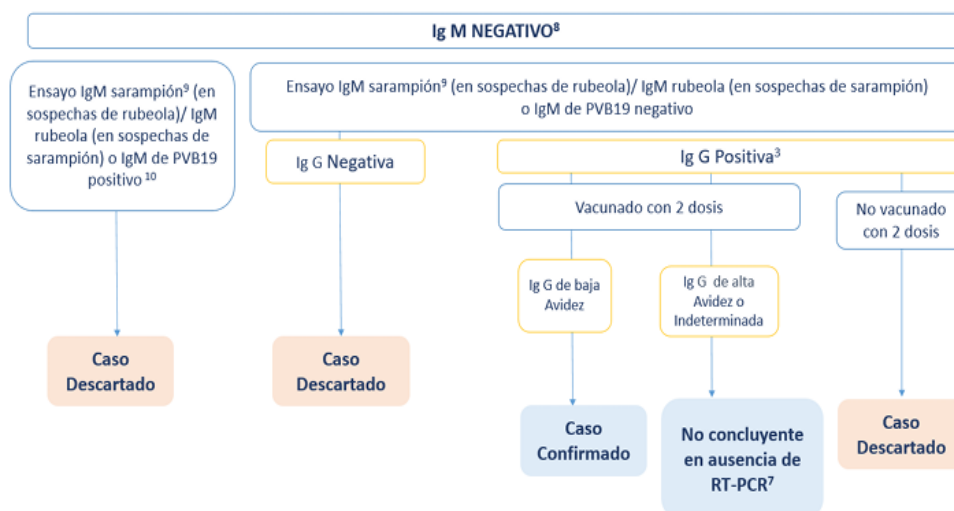 Ig M NEGATIVO⁸
Ensayo IgM sarampión⁹ (en
sospechas de rubeola)/ IgM
rubeola (en sospechas de
sarampión) o IgM de PVB19
positivo ¹⁰
Ensayo IgM sarampión⁹ (en sospechas de rubeola)/ IgM rubeola (en sospechas de sarampión)
o IgM de PVB19 negativo
Ig G Negativa
Ig G Positiva³
Vacunado con 2 dosis
No vacunado
con 2 dosis
Ig G de baja
Avidez
Ig G de alta
Avidez o
Indeterminada
Caso
Descartado
Caso
Descartado
Caso
Confirmado
No concluyente
en ausencia de
RT-PCR⁷
Caso
Descartado